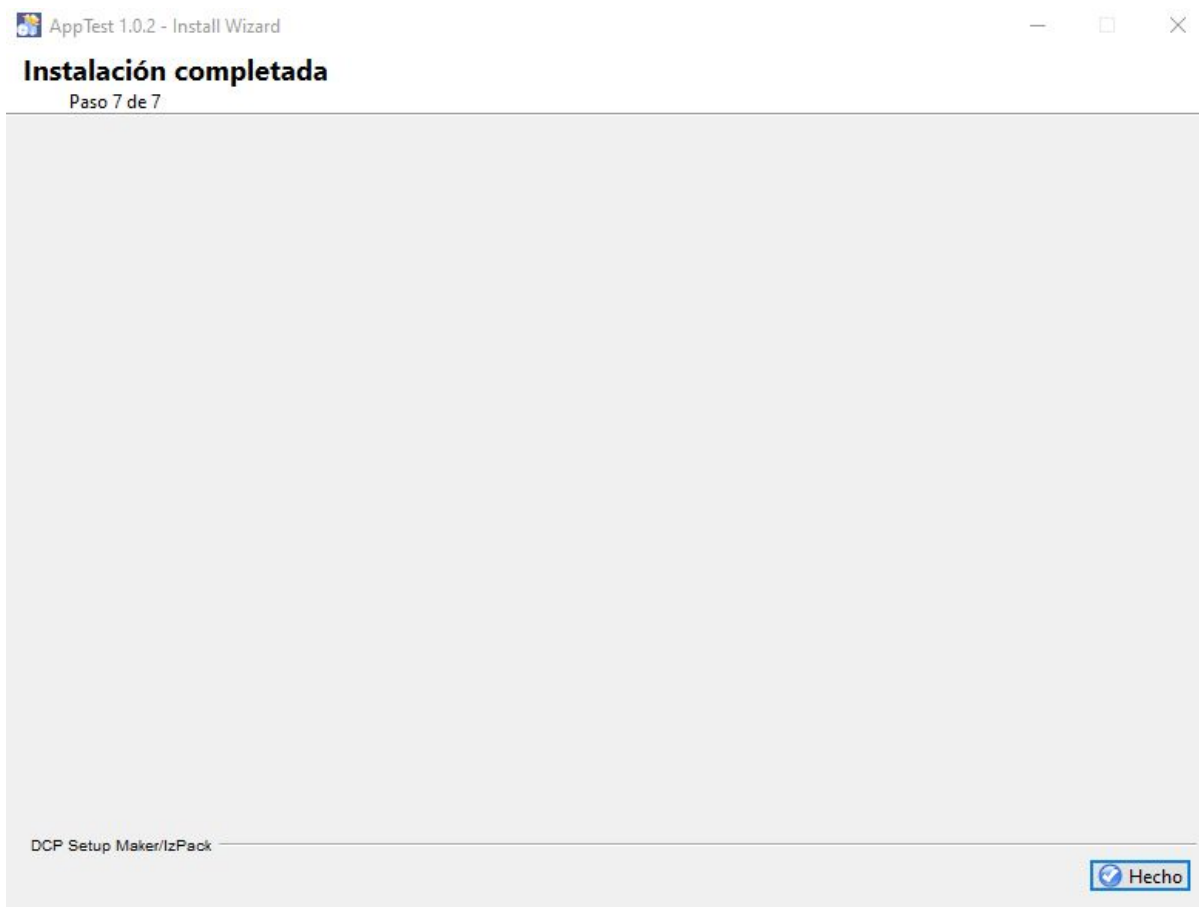 AppTest 1.0.2 - Install Wizard
Instalación completada
Paso 7 de 7
DCP Setup Maker/IzPack
Hecho